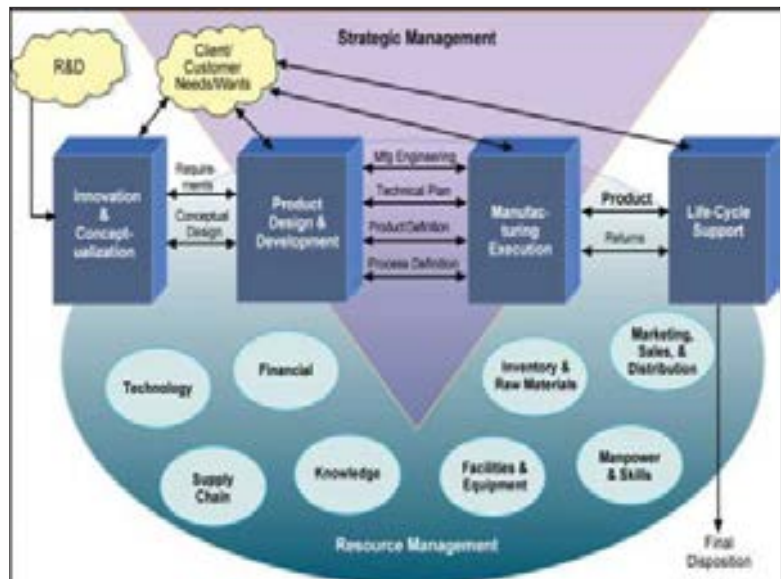 Strategic Management
R&D
Client/
Customer
Needs/Wants
Innovation
&
Concept-
ualization
Require-
ments
Conceptual
Design
Product
Design &
Development
Mfg Engineering
Technical Plan
Product Definition
Process Definition
Manufac-
turing
Execution
Product
Returns
Life-Cycle
Support
Technology
Financial
Inventory &
Raw Materials
Marketing,
Sales, &
Distribution
Supply
Chain
Knowledge
Facilities &
Equipment
Manpower
& Skills
Resource Management
Final
Disposition